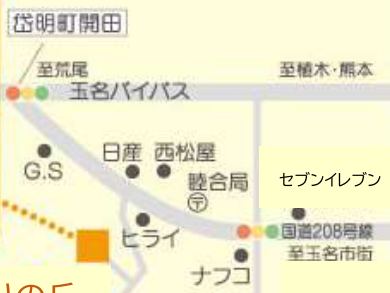 岱明町開田
至荒尾
至植木・熊本
玉名バイパス
日産
西松屋
G.S
睦合局
〒
セブンイレブン
ヒライ
国道208号線
至玉名市街
ナフコ
の丘